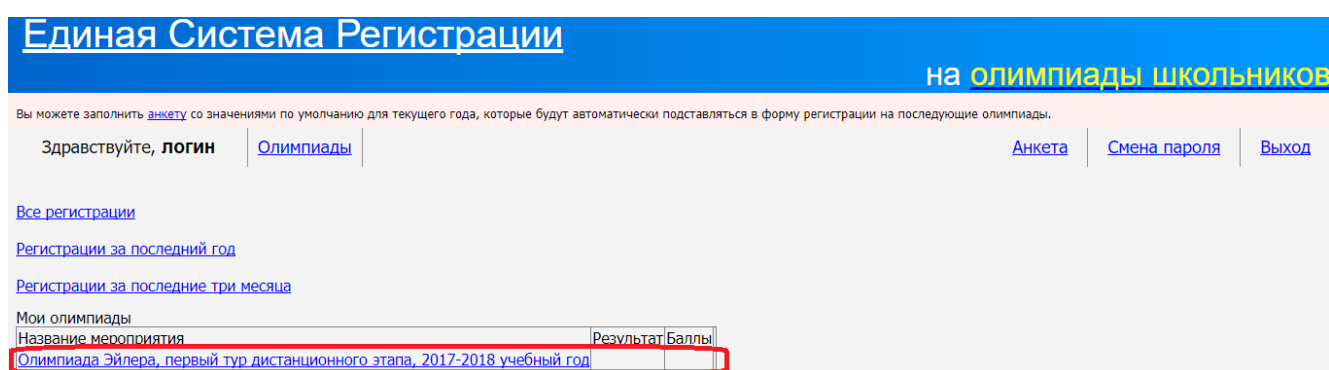 Единая Система Регистрации
на олимпиады школьников
Вы можете заполнить анкету со значениями по умолчанию для текущего года, которые будут автоматически подставляться в форму регистрации на последующие олимпиады.
Здравствуйте, логин Олимпиады Анкета Смена пароля Выход
Все регистрации
Регистрации за последний год
Регистрации за последние три месяца
Мои олимпиады
Название мероприятия Результат Баллы
Олимпиада Эйлера, первый тур дистанционного этапа, 2017-2018 учебный год